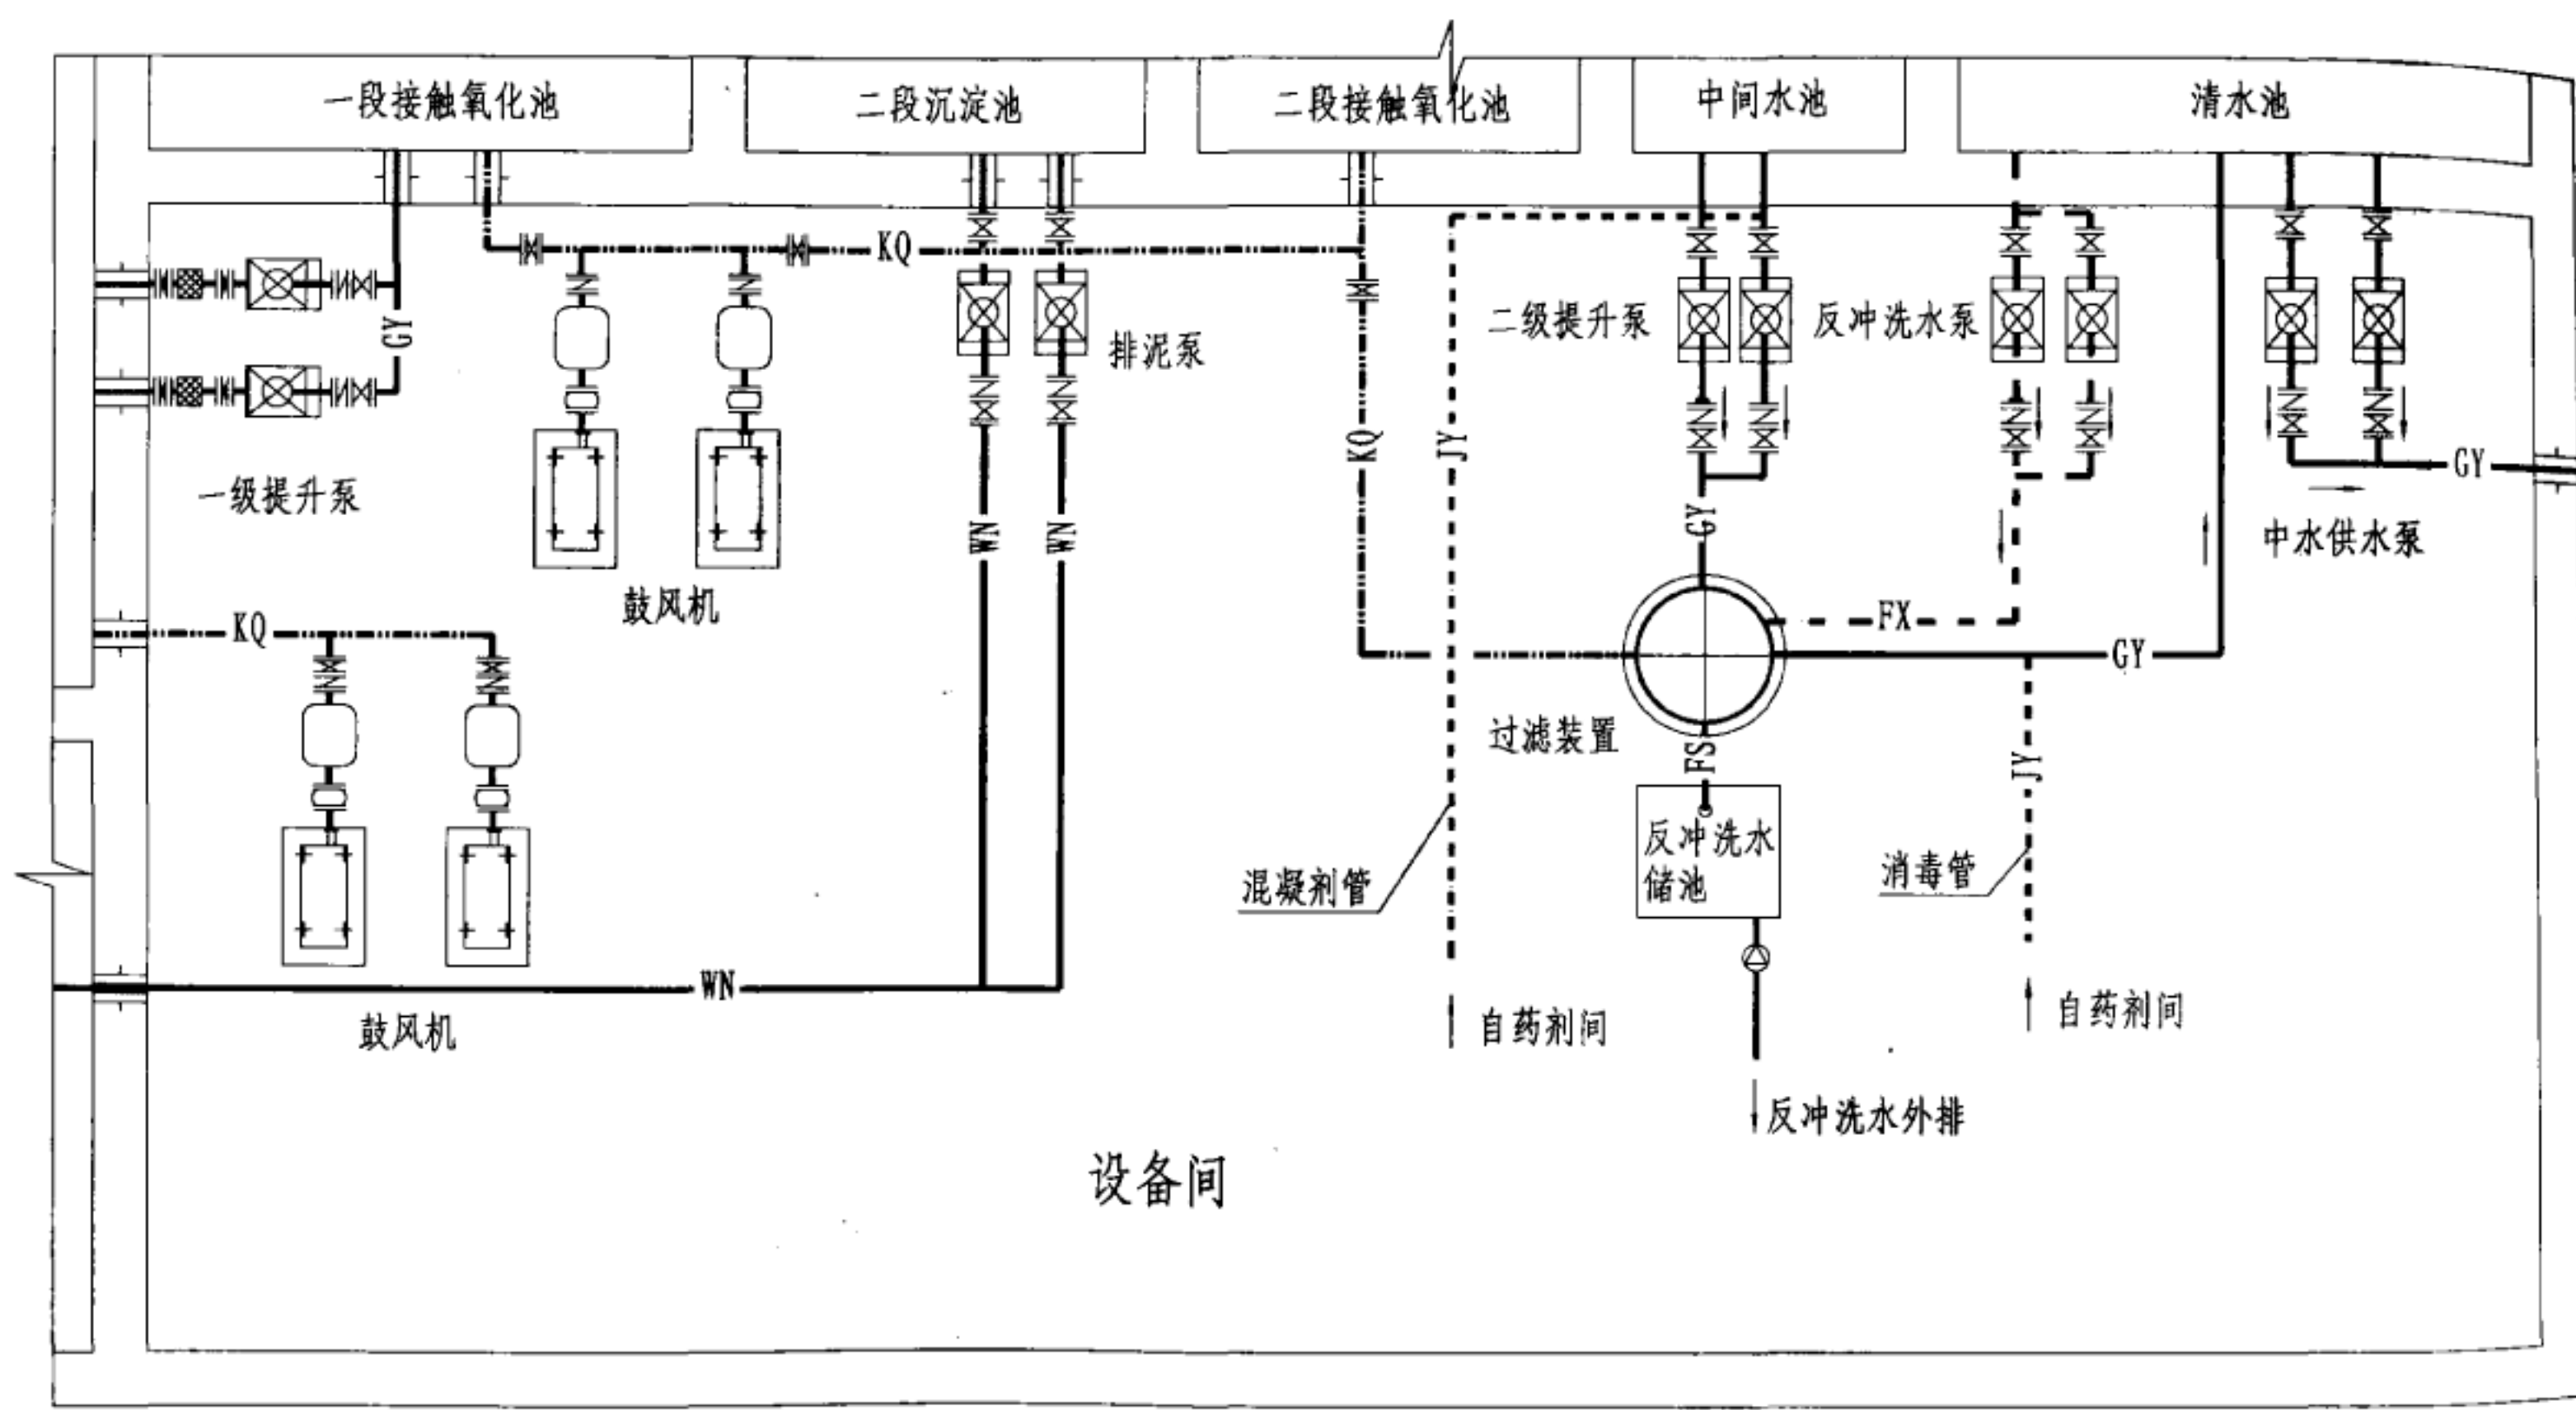 一段接触氧化池
二段沉淀池
二段接触氧化池
中间水池
清水池
KQ
GY
排泥泵
二级提升泵
反冲洗水泵
KQ
JY
一级提升泵
GY
GY
WN
WN
中水供水泵
鼓风机
KQ
FX
GY
过滤装置
FS
JY
反冲洗水
储池
混凝剂管
消毒管
WN
鼓风机
自药剂间
自药剂间
反冲洗水外排
设备间